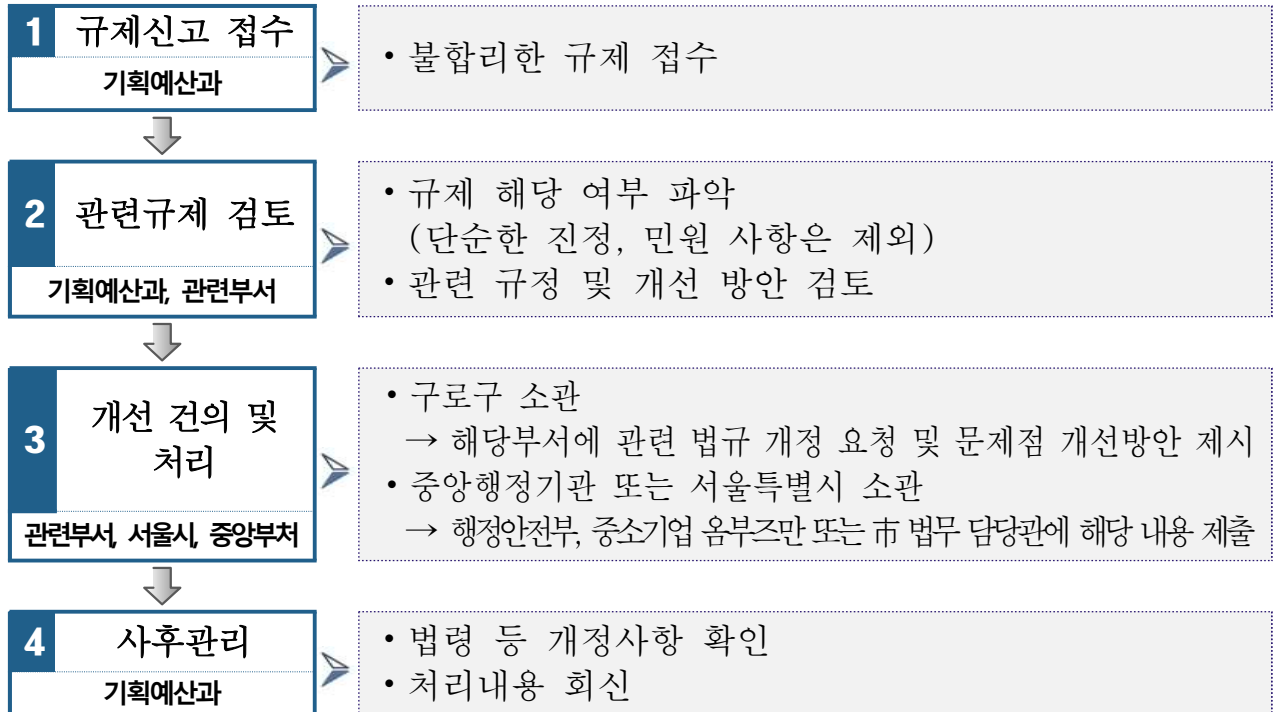 1 규제신고 접수
기획예산과
• 불합리한 규제 접수
2 관련규제 검토
기획예산과, 관련부서
• 규제 해당 여부 파악
(단순한 진정, 민원 사항은 제외)
• 관련 규정 및 개선 방안 검토
3 개선 건의 및
처리
관련부서, 서울시, 중앙부처
• 구로구 소관
→ 해당부서에 관련 법규 개정 요청 및 문제점 개선방안 제시
• 중앙행정기관 또는 서울특별시 소관
→ 행정안전부, 중소기업 옴부즈만 또는 市 법무 담당관에 해당 내용 제출
4 사후관리
기획예산과
• 법령 등 개정사항 확인
• 처리내용 회신